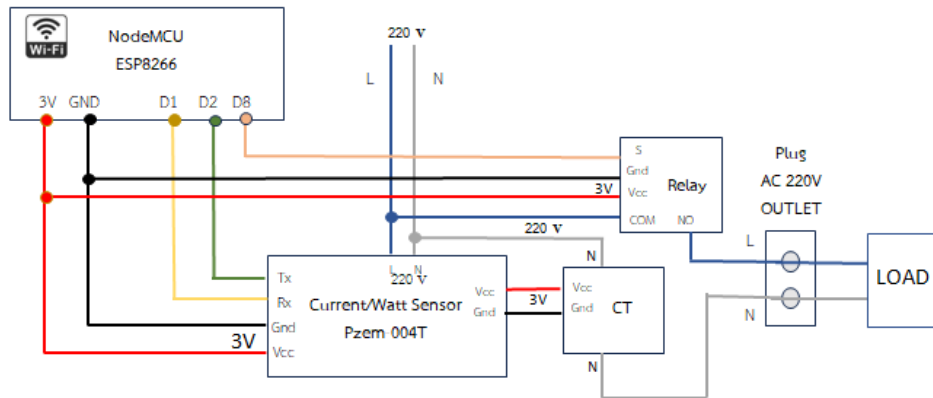 Wi-Fi
NodeMCU
ESP8266
3V GND D1 D2 D8
220 v
L N
S
Gnd
Vcc
COM NO
Relay
3V
220 v
Plug
AC 220V
OUTLET
L
N
LOAD
L N
220 v
Tx
Rx
Gnd
Vcc
Current/Watt Sensor
Pzem-004T
Vcc
Gnd
3V
3V
N
Vcc
Gnd
CT
N